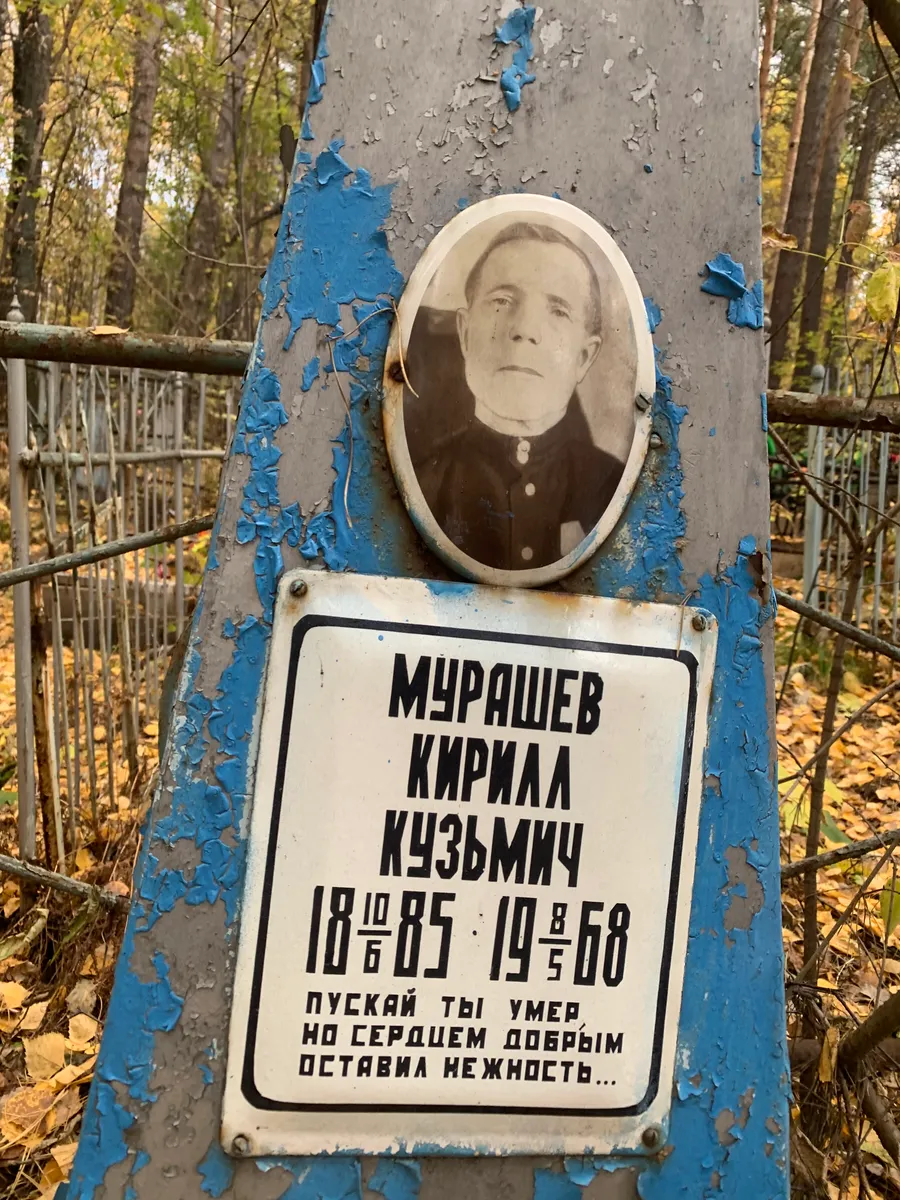 МУРАШЕВ
КИРИЛЛ
КУЗЬМИЧ
18 10/6 85 19 8/5 68
ПУСКАЙ ТЫ УМЕР,
НО СЕРДЦЕМ ДОБРЫМ
ОСТАВИЛ НЕЖНОСТЬ...